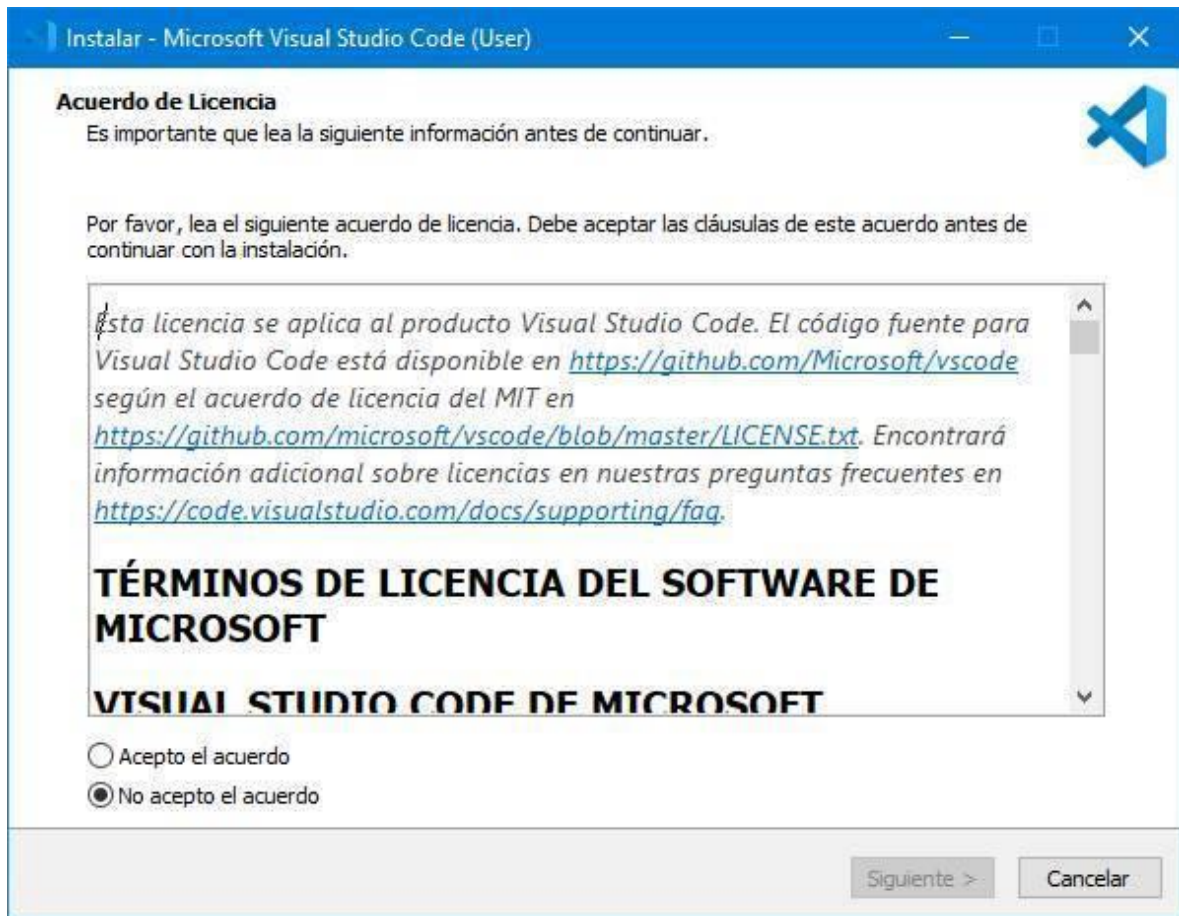 Instalar - Microsoft Visual Studio Code (User)
Acuerdo de Licencia
Es importante que lea la siguiente información antes de continuar.
Por favor, lea el siguiente acuerdo de licencia. Debe aceptar las cláusulas de este acuerdo antes de
continuar con la instalación.
Esta licencia se aplica al producto Visual Studio Code. El código fuente para
Visual Studio Code está disponible en https://github.com/Microsoft/vscode
según el acuerdo de licencia del MIT en
https://github.com/microsoft/vscode/blob/master/LICENSE.txt. Encontrará
información adicional sobre licencias en nuestras preguntas frecuentes en
https://code.visualstudio.com/docs/supporting/faq.
TÉRMINOS DE LICENCIA DEL SOFTWARE DE
MICROSOFT
VISUAL STUDIO CODE DE MICROSOFT
Acepto el acuerdo
No acepto el acuerdo
Siguiente >
Cancelar